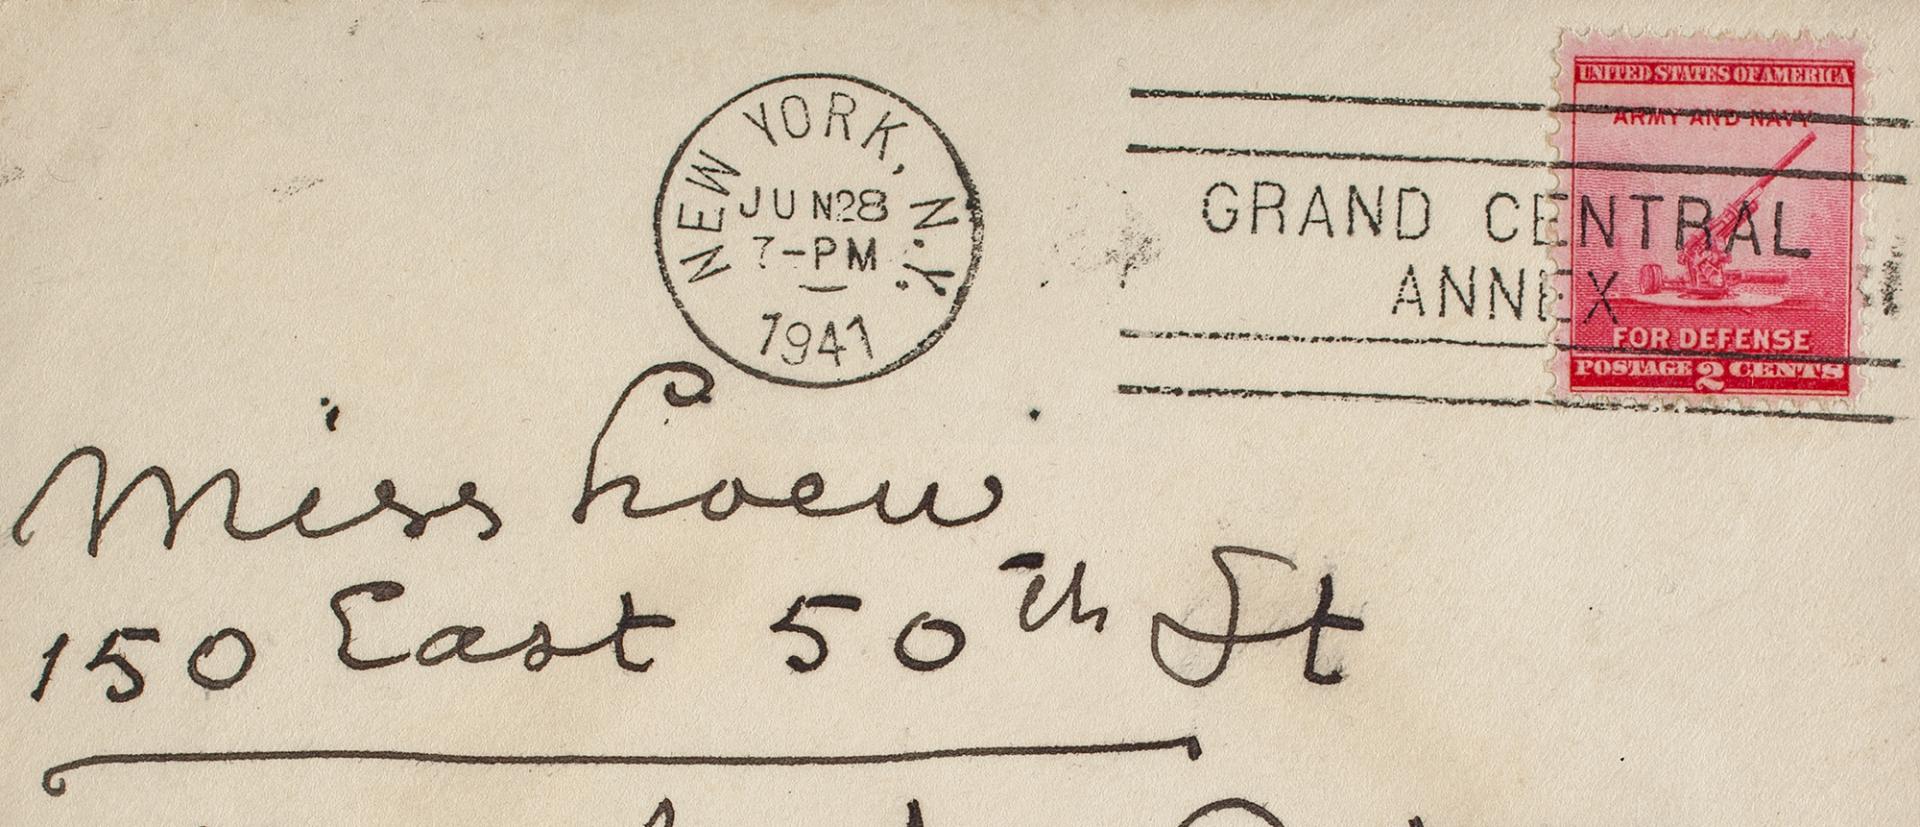 NEW YORK, N.Y.
JUN 28
7-PM
1941
GRAND CENTRAL
ANNEX
UNITED STATES OF AMERICA
ARMY AND NAVY
FOR DEFENSE
POSTAGE 2 CENTS
Miss Loew
150 East 50th St